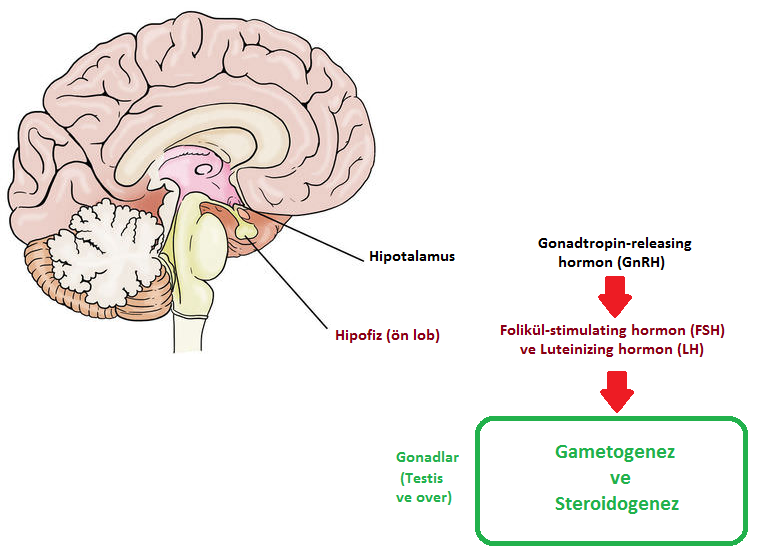 Hipotalamus
Hipofiz (ön lob)
Gonadtropin-releasing
hormon (GnRH)
Folikül-stimulating hormon (FSH)
ve Luteinizing hormon (LH)
Gonadlar
(Testis
ve over)
Gametogenez
ve
Steroidogenez